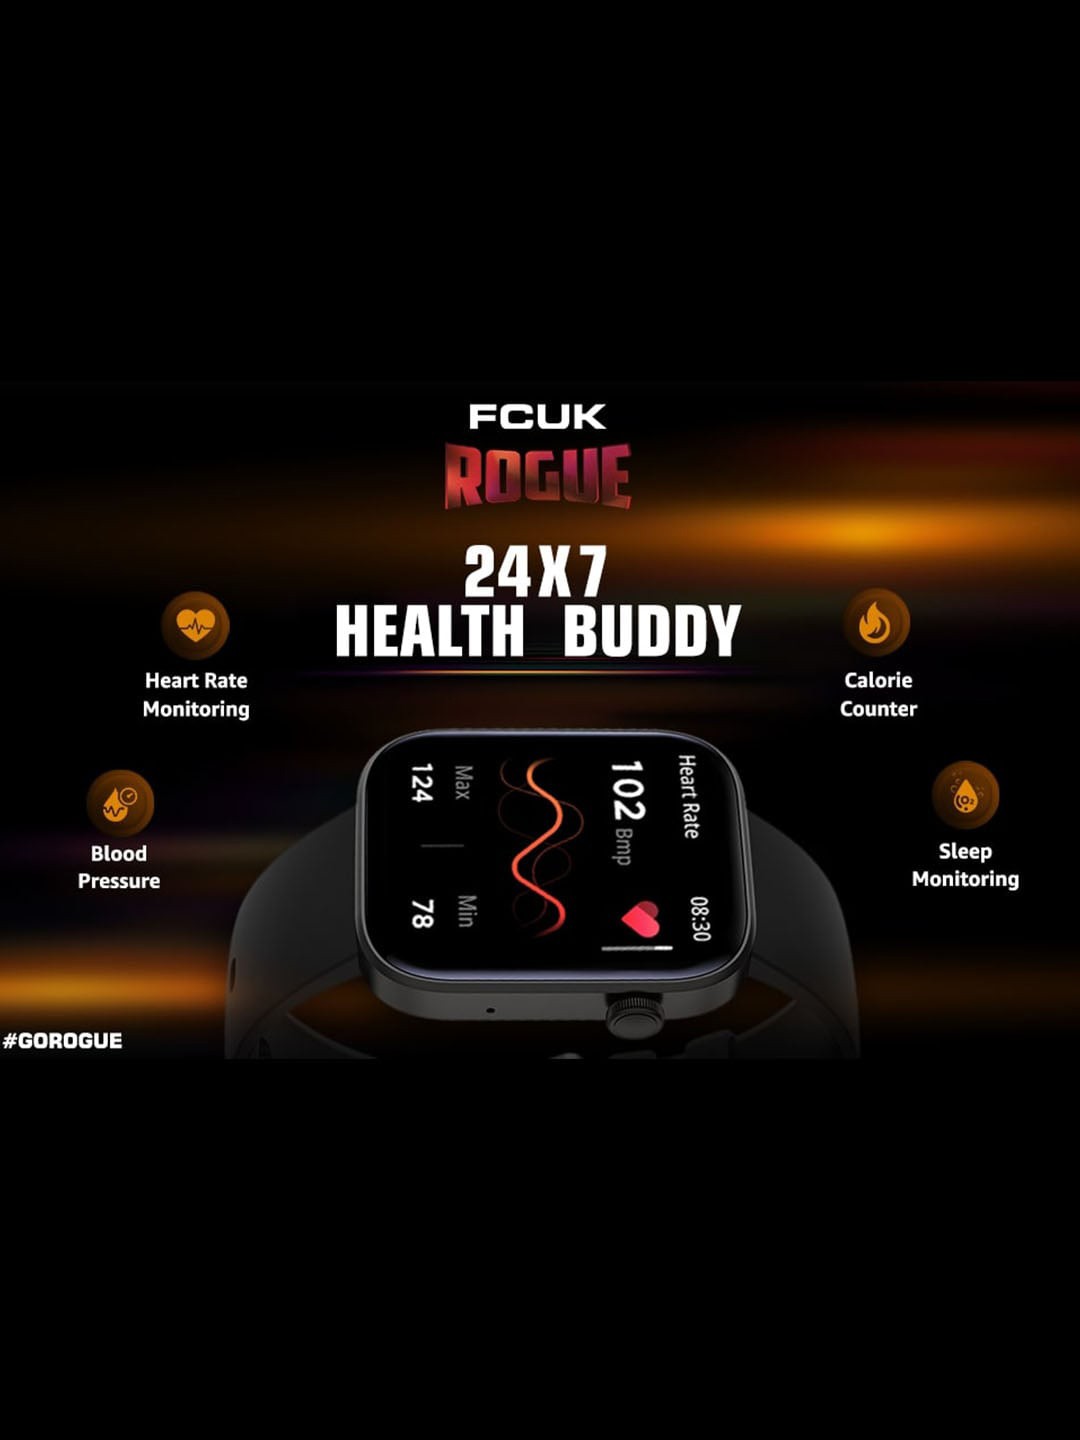 FCUK
ROGUE
24X7
HEALTH BUDDY
Heart Rate
Monitoring
Calorie
Counter
Blood
Pressure
Sleep
Monitoring
Heart Rate
08:30
102 Bmp
Max
Min
124
78
O2
#GOROGUE